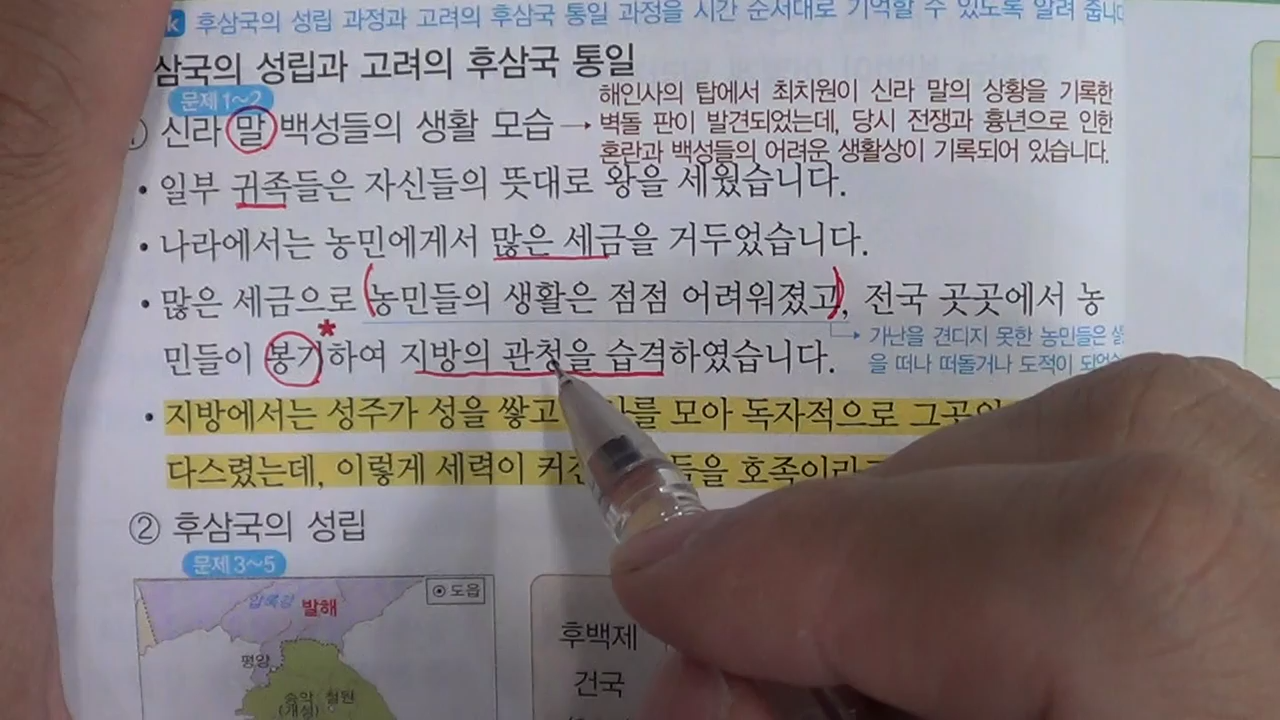 k 후삼국의 성립 과정과 고려의 후삼국 통일 과정을 시간 순서대로 기억할 수 있도록 알려 줍니다
삼국의 성립과 고려의 후삼국 통일
문제 1~2
신라 말 백성들의 생활 모습 →
해인사의 탑에서 최치원이 신라 말의 상황을 기록한
벽돌 판이 발견되었는데, 당시 전쟁과 흉년으로 인한
혼란과 백성들의 어려운 생활상이 기록되어 있습니다.
• 일부 귀족들은 자신들의 뜻대로 왕을 세웠습니다.
• 나라에서는 농민에게서 많은 세금을 거두었습니다.
• 많은 세금으로 (농민들의 생활은 점점 어려워졌고), 전국 곳곳에서 농
민들이 봉기*하여 지방의 관청을 습격하였습니다.
→ 가난을 견디지 못한 농민들은
을 떠나 떠돌거나 도적이
• 지방에서는 성주가 성을 쌓고 모아 독자적으로
다스렸는데, 이렇게 세력이 호족이라고
② 후삼국의 성립
문제 3~5
⊙ 도읍
압록강 발해
평양
송악 철원
(개성)
후백제
건국